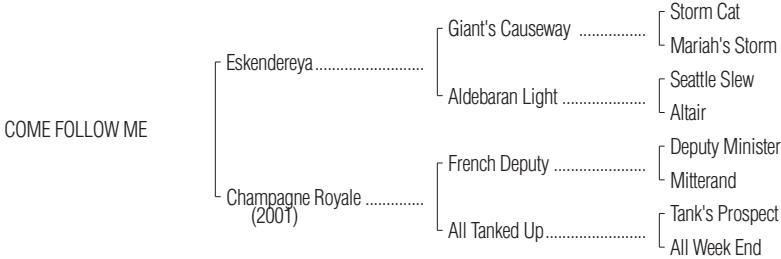 Storm Cat
Giant's Causeway ................
Mariah's Storm
Eskendereya..........................
Seattle Slew
Aldebaran Light ....................
Altair
COME FOLLOW ME
Deputy Minister
French Deputy ......................
Mitterand
Champagne Royale ..............
(2001)
Tank's Prospect
All Tanked Up........................
All Week End